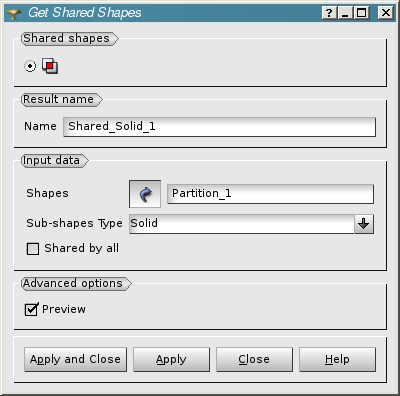 Get Shared Shapes
Shared shapes
Result name
Name Shared_Solid_1
Input data
Shapes Partition_1
Sub-shapes Type Solid
Shared by all
Advanced options
Preview
Apply and Close Apply Close Help